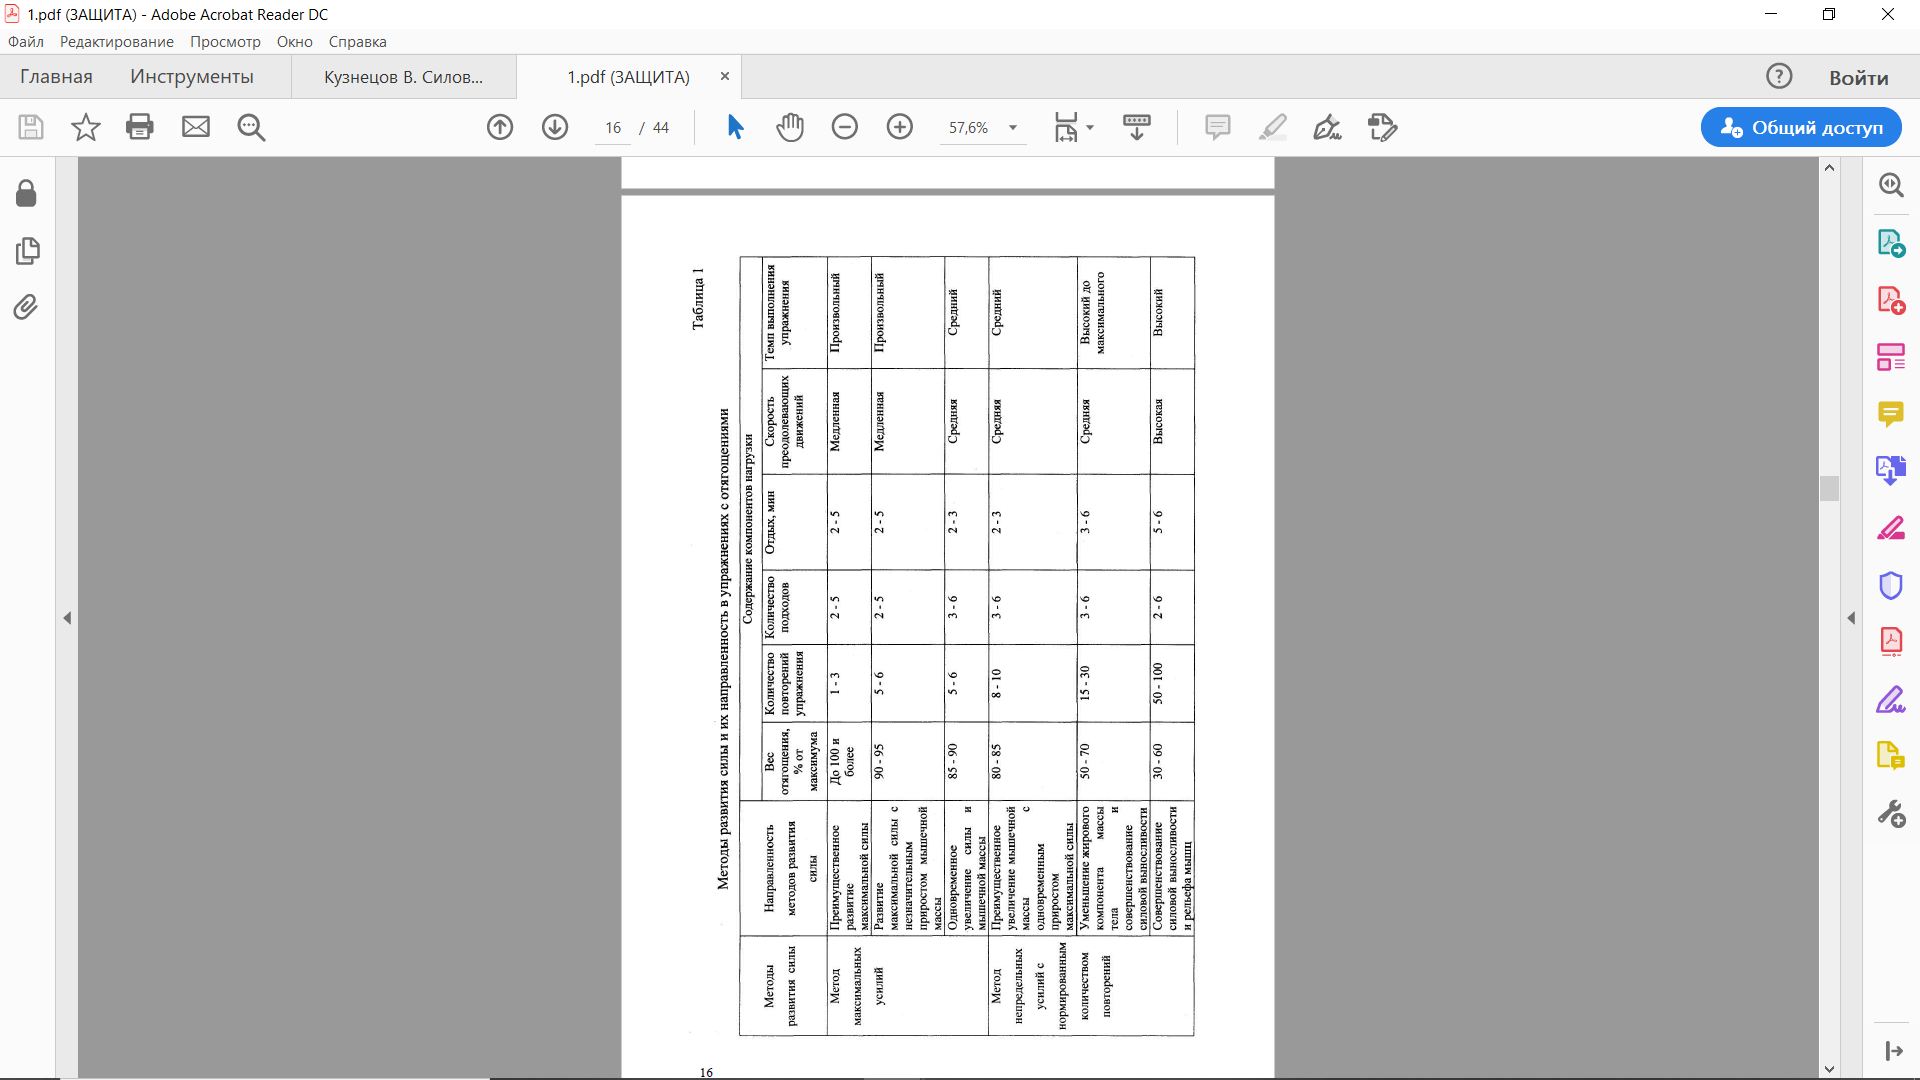 1.pdf (ЗАЩИТА) - Adobe Acrobat Reader DC
Файл Редактирование Просмотр Окно Справка
Главная Инструменты Кузнецов В. Силов... 1.pdf (ЗАЩИТА) ×
16 / 44 57,6% Общий доступ
? Войти
Таблица 1
Методы развития силы и их направленность в упражнениях с отягощениями
Методы
развития силы
Направленность
методов развития
силы
Содержание компонентов нагрузки
Вес
отягощения,
% от
максимума
Количество
повторений
упражнения
Количество
подходов
Отдых, мин
Скорость
преодолевающих
движений
Темп выполнения
упражнения
Метод
максимальных
усилий
Преимущественное
развитие
максимальной силы
До 100 и
более
1 - 3
2 - 5
2 - 5
Медленная
Произвольный
Развитие
максимальной силы с
незначительным
приростом мышечной
массы
90 - 95
5 - 6
2 - 5
2 - 5
Медленная
Произвольный
Одновременное
увеличение силы и
мышечной массы
85 - 90
5 - 6
3 - 6
2 - 3
Средняя
Средний
Метод
непредельных
усилий с
нормированным
количеством
повторений
Преимущественное
увеличение мышечной
массы с
одновременным
приростом
максимальной силы
80 - 85
8 - 10
3 - 6
2 - 3
Средняя
Средний
Уменьшение жирового
компонента массы
тела и
совершенствование
силовой выносливости
50 - 70
15 - 30
3 - 6
3 - 6
Средняя
Высокий до
максимального
Совершенствование
силовой выносливости
и рельефа мышц
30 - 60
50 - 100
2 - 6
5 - 6
Высокая
Высокий
16